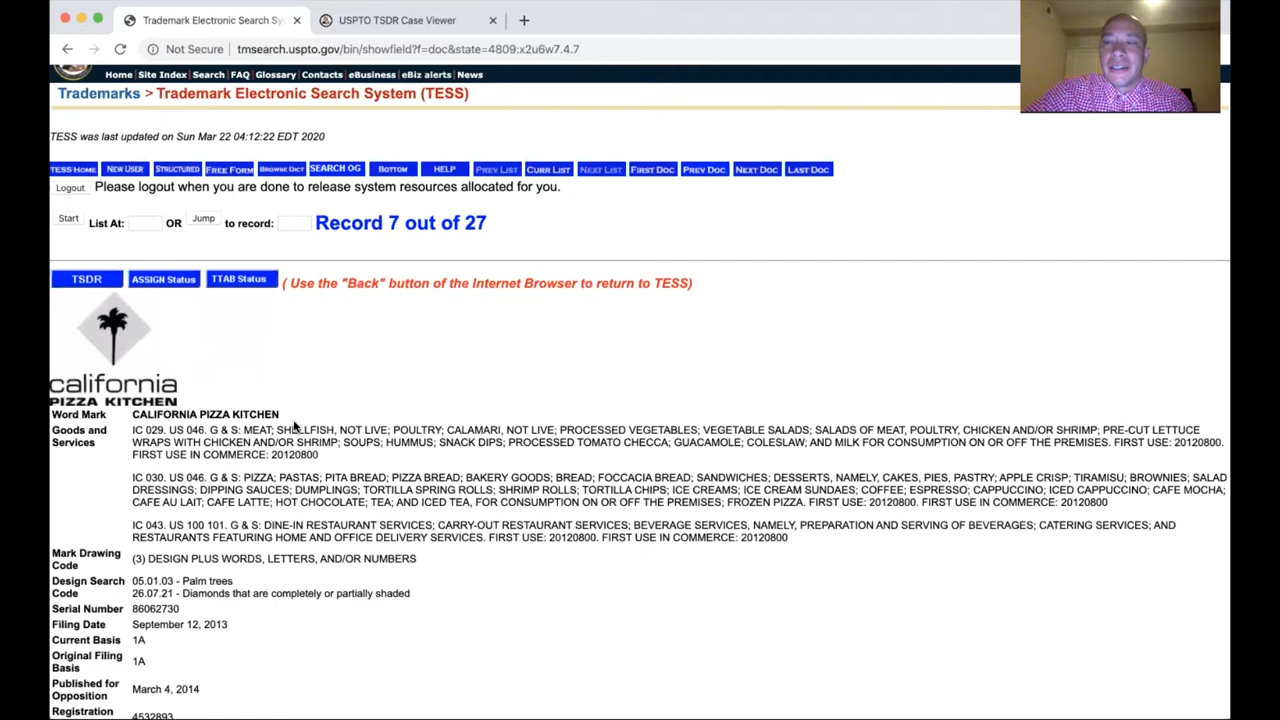 Trademark Electronic Search Sy
USPTO TSDR Case Viewer
Not Secure | tmsearch.uspto.gov/bin/showfield?f=doc&state=4809:x2u6w7.4.7
Home | Site Index | Search | FAQ | Glossary | Contacts | eBusiness | eBiz alerts | News
Trademarks > Trademark Electronic Search System (TESS)
TESS was last updated on Sun Mar 22 04:12:22 EDT 2020
TESS HOME NEW USER STRUCTURED FREE FORM BROWSE DICT SEARCH OG BOTTOM HELP PREV LIST CURR LIST NEXT LIST FIRST DOC PREV DOC NEXT DOC LAST DOC
Logout Please logout when you are done to release system resources allocated for you.
Start List At: OR Jump to record: Record 7 out of 27
TSDR ASSIGN Status TTAB Status ( Use the "Back" button of the Internet Browser to return to TESS)
california
PIZZA KITCHEN
Word Mark CALIFORNIA PIZZA KITCHEN
Goods and Services IC 029. US 046. G & S: MEAT; SHELLFISH, NOT LIVE; POULTRY; CALAMARI, NOT LIVE; PROCESSED VEGETABLES; VEGETABLE SALADS; SALADS OF MEAT, POULTRY, CHICKEN AND/OR SHRIMP; PRE-CUT LETTUCE
WRAPS WITH CHICKEN AND/OR SHRIMP; SOUPS; HUMMUS; SNACK DIPS; PROCESSED TOMATO CHECCA; GUACAMOLE; COLESLAW; AND MILK FOR CONSUMPTION ON OR OFF THE PREMISES. FIRST USE: 20120800.
FIRST USE IN COMMERCE: 20120800
IC 030. US 046. G & S: PIZZA; PASTAS; PITA BREAD; PIZZA BREAD; BAKERY GOODS; BREAD; FOCCACIA BREAD; SANDWICHES; DESSERTS, NAMELY, CAKES, PIES, PASTRY; APPLE CRISP; TIRAMISU; BROWNIES; SALAD
DRESSINGS; DIPPING SAUCES; DUMPLINGS; TORTILLA SPRING ROLLS; SHRIMP ROLLS; TORTILLA CHIPS; ICE CREAMS; ICE CREAM SUNDAES; COFFEE; ESPRESSO; CAPPUCCINO; ICED CAPPUCCINO; CAFE MOCHA;
CAFE AU LAIT; CAFE LATTE; HOT CHOCOLATE; TEA; AND ICED TEA, FOR CONSUMPTION ON OR OFF THE PREMISES; FROZEN PIZZA. FIRST USE: 20120800. FIRST USE IN COMMERCE: 20120800
IC 043. US 100 101. G & S: DINE-IN RESTAURANT SERVICES; CARRY-OUT RESTAURANT SERVICES; BEVERAGE SERVICES, NAMELY, PREPARATION AND SERVING OF BEVERAGES; CATERING SERVICES; AND
RESTAURANTS FEATURING HOME AND OFFICE DELIVERY SERVICES. FIRST USE: 20120800. FIRST USE IN COMMERCE: 20120800
Mark Drawing Code (3) DESIGN PLUS WORDS, LETTERS, AND/OR NUMBERS
Design Search Code 05.01.03 - Palm trees
26.07.21 - Diamonds that are completely or partially shaded
Serial Number 86062730
Filing Date September 12, 2013
Current Basis 1A
Original Filing Basis 1A
Published for Opposition March 4, 2014
Registration 4532893